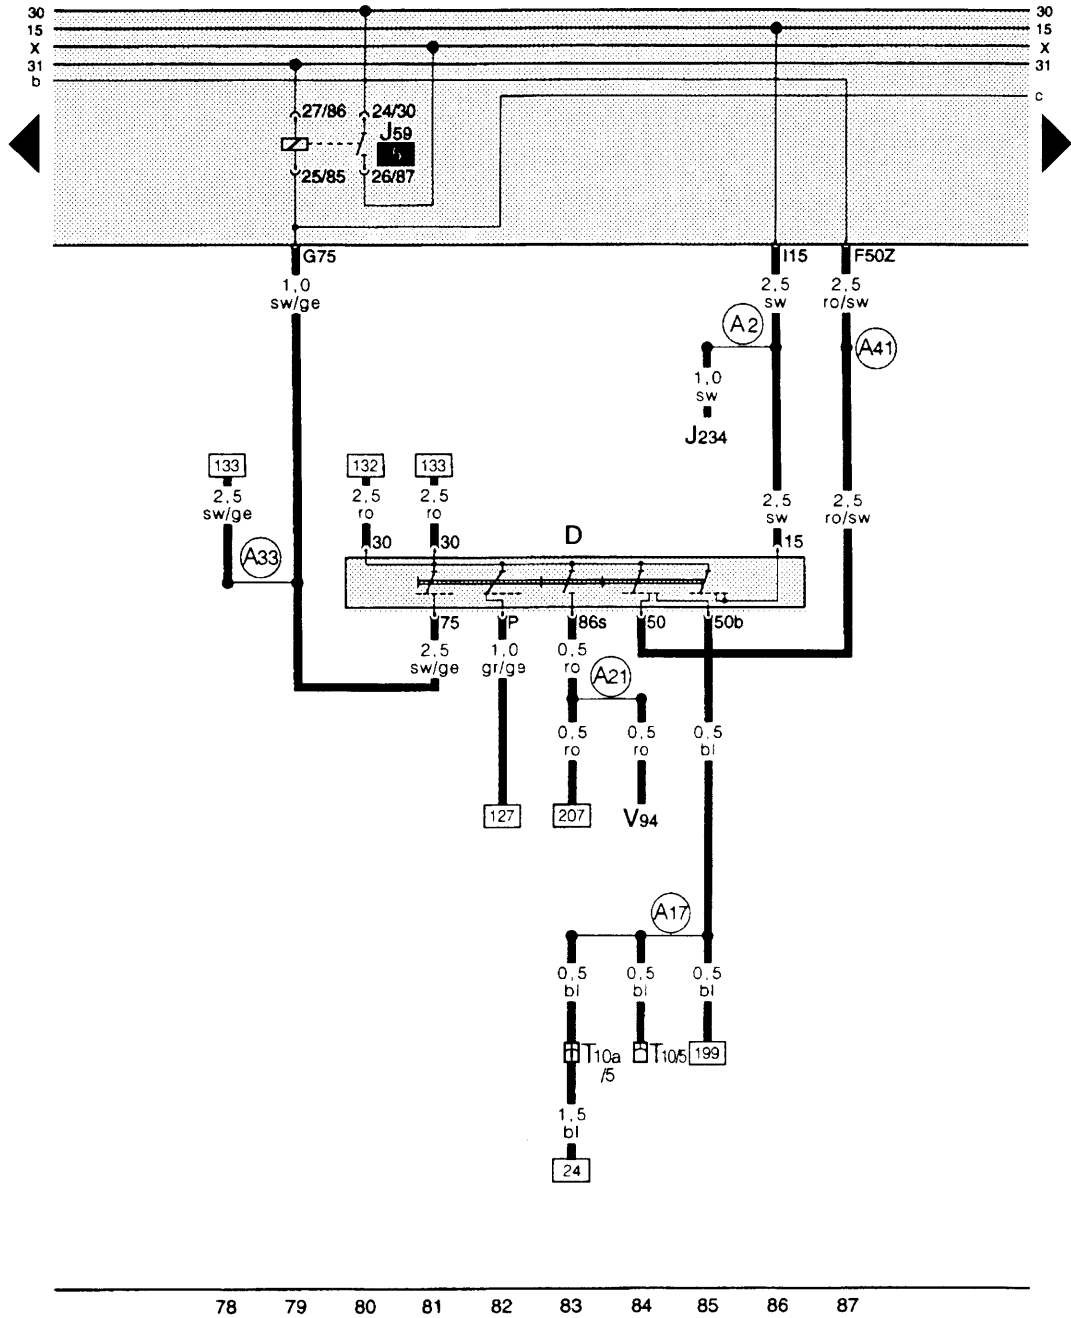 30 30
15 15
X X
31 31
b
c
27/86 24/30
J59
5
25/85 26/87
G75 I15 F50Z
1,0 2,5 2,5
sw/ge sw ro/sw
A2
A41
1,0
sw
J234
133 132 133
2,5 2,5 2,5 2,5 2,5
sw/ge ro ro sw ro/sw
30 30 D 15
A33
75 P 86s 50 50b
2,5 1,0 0,5
sw/ge gr/ge ro
A21
0,5 0,5 0,5
ro ro bl
127 207 V94
A17
0,5 0,5 0,5
bl bl bl
T10a T10/5 199
/5
1,5
bl
24
78 79 80 81 82 83 84 85 86 87